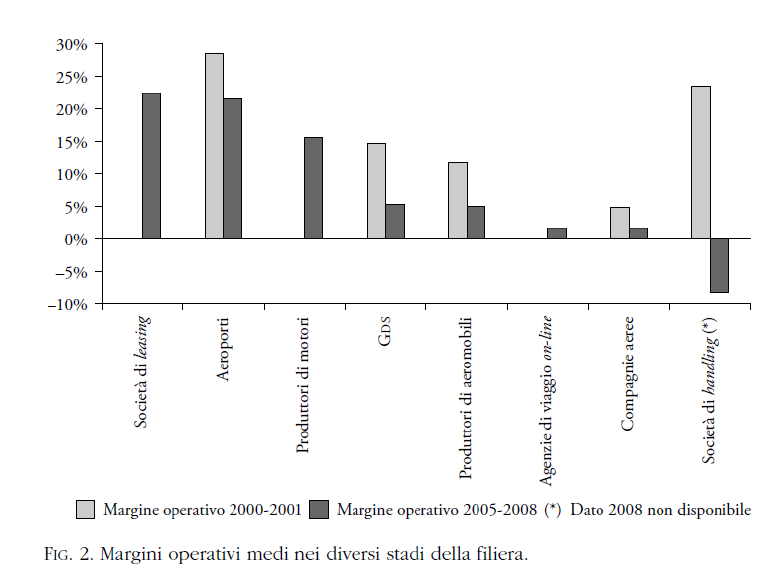 30%
25%
20%
15%
10%
5%
0%
–5%
–10%
Società di leasing
Aeroporti
Produttori di motori
GDS
Produttori di aeromobili
Agenzie di viaggio on-line
Compagnie aeree
Società di handling (*)
Margine operativo 2000-2001 Margine operativo 2005-2008 (*) Dato 2008 non disponibile
FIG. 2. Margini operativi medi nei diversi stadi della filiera.